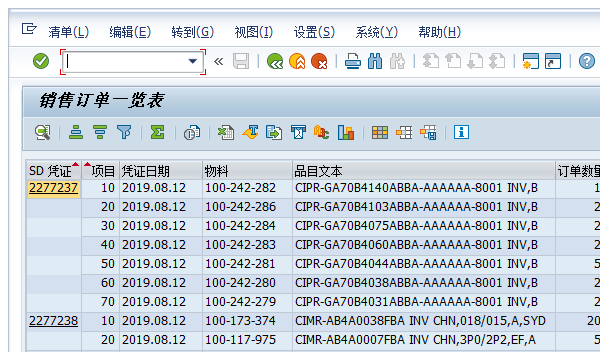 清单(L) 编辑(E) 转到(G) 视图(I) 设置(S) 系统(Y) 帮助(H)
销售订单一览表
SD 凭证 项目 凭证日期 物料 品目文本 订单数量
2277237 10 2019.08.12 100-242-282 CIPR-GA70B4140ABBA-AAAAAA-8001 INV,B 1
20 2019.08.12 100-242-286 CIPR-GA70B4103ABBA-AAAAAA-8001 INV,B 2
30 2019.08.12 100-242-284 CIPR-GA70B4075ABBA-AAAAAA-8001 INV,B 2
40 2019.08.12 100-242-283 CIPR-GA70B4060ABBA-AAAAAA-8001 INV,B 2
50 2019.08.12 100-242-281 CIPR-GA70B4044ABBA-AAAAAA-8001 INV,B 5
60 2019.08.12 100-242-280 CIPR-GA70B4038ABBA-AAAAAA-8001 INV,B 2
70 2019.08.12 100-242-279 CIPR-GA70B4031ABBA-AAAAAA-8001 INV,B 2
2277238 10 2019.08.12 100-173-374 CIMR-AB4A0038FBA INV CHN,018/015,A,SYD 20
20 2019.08.12 100-117-975 CIMR-AB4A0007FBA INV CHN,3P0/2P2,EF,A 5